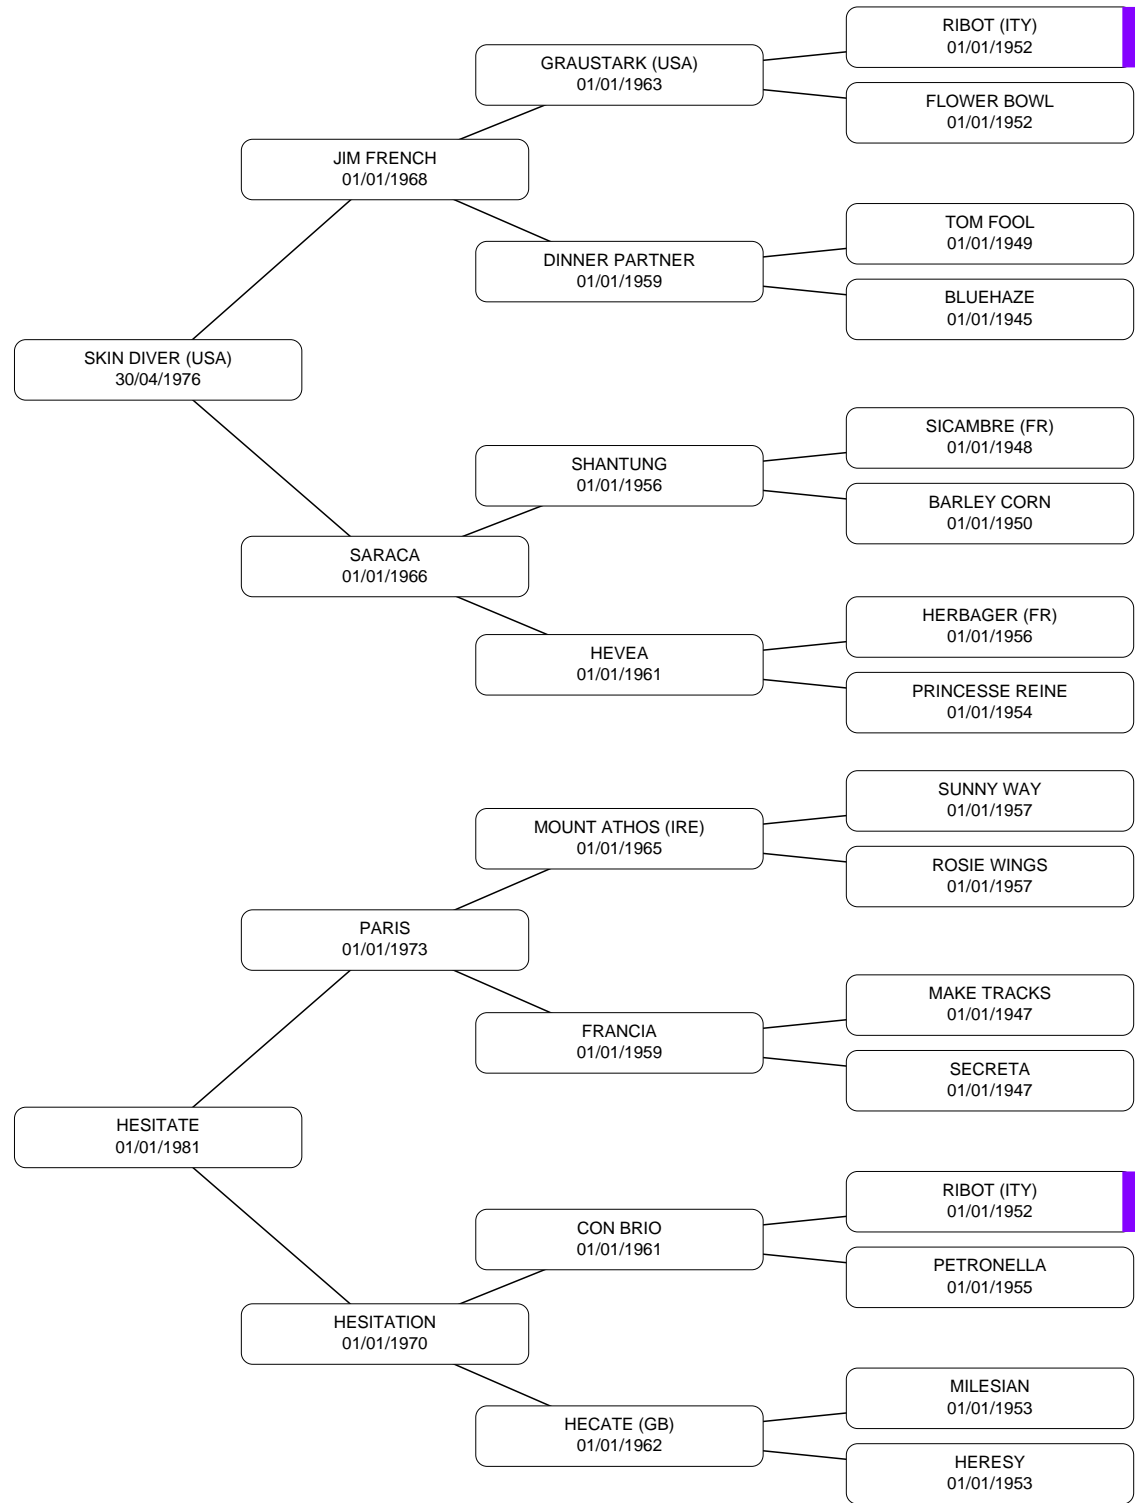 RIBOT (ITY)
01/01/1952
GRAUSTARK (USA)
01/01/1963
FLOWER BOWL
01/01/1952
JIM FRENCH
01/01/1968
TOM FOOL
01/01/1949
DINNER PARTNER
01/01/1959
BLUEHAZE
01/01/1945
SKIN DIVER (USA)
30/04/1976
SICAMBRE (FR)
01/01/1948
SHANTUNG
01/01/1956
BARLEY CORN
01/01/1950
SARACA
01/01/1966
HERBAGER (FR)
01/01/1956
HEVEA
01/01/1961
PRINCESSE REINE
01/01/1954
SUNNY WAY
01/01/1957
MOUNT ATHOS (IRE)
01/01/1965
ROSIE WINGS
01/01/1957
PARIS
01/01/1973
MAKE TRACKS
01/01/1947
FRANCIA
01/01/1959
SECRETA
01/01/1947
HESITATE
01/01/1981
RIBOT (ITY)
01/01/1952
CON BRIO
01/01/1961
PETRONELLA
01/01/1955
HESITATION
01/01/1970
MILESIAN
01/01/1953
HECATE (GB)
01/01/1962
HERESY
01/01/1953